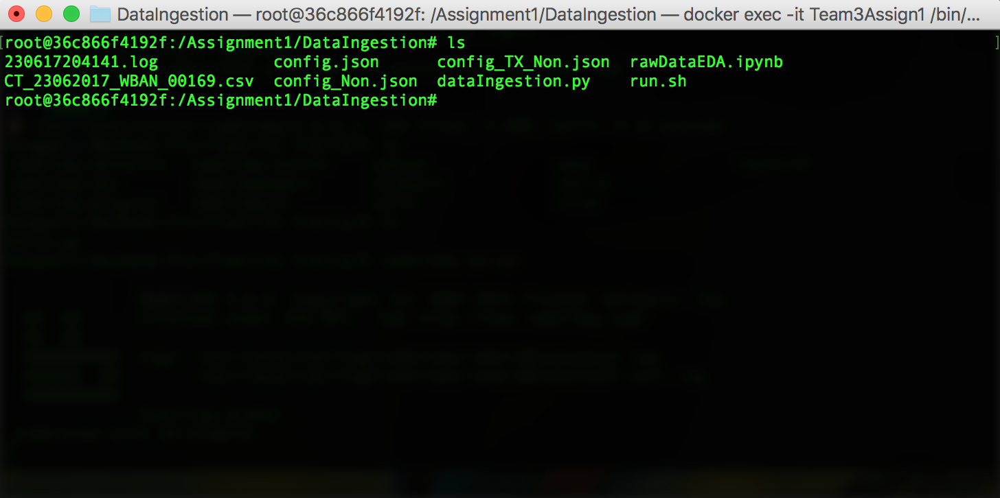 DataIngestion — root@36c866f4192f: /Assignment1/DataIngestion — docker exec -it Team3Assign1 /bin/...
[root@36c866f4192f:/Assignment1/DataIngestion# ls ]
230617204141.log config.json config_TX_Non.json rawDataEDA.ipynb
CT_23062017_WBAN_00169.csv config_Non.json dataIngestion.py run.sh
root@36c866f4192f:/Assignment1/DataIngestion#